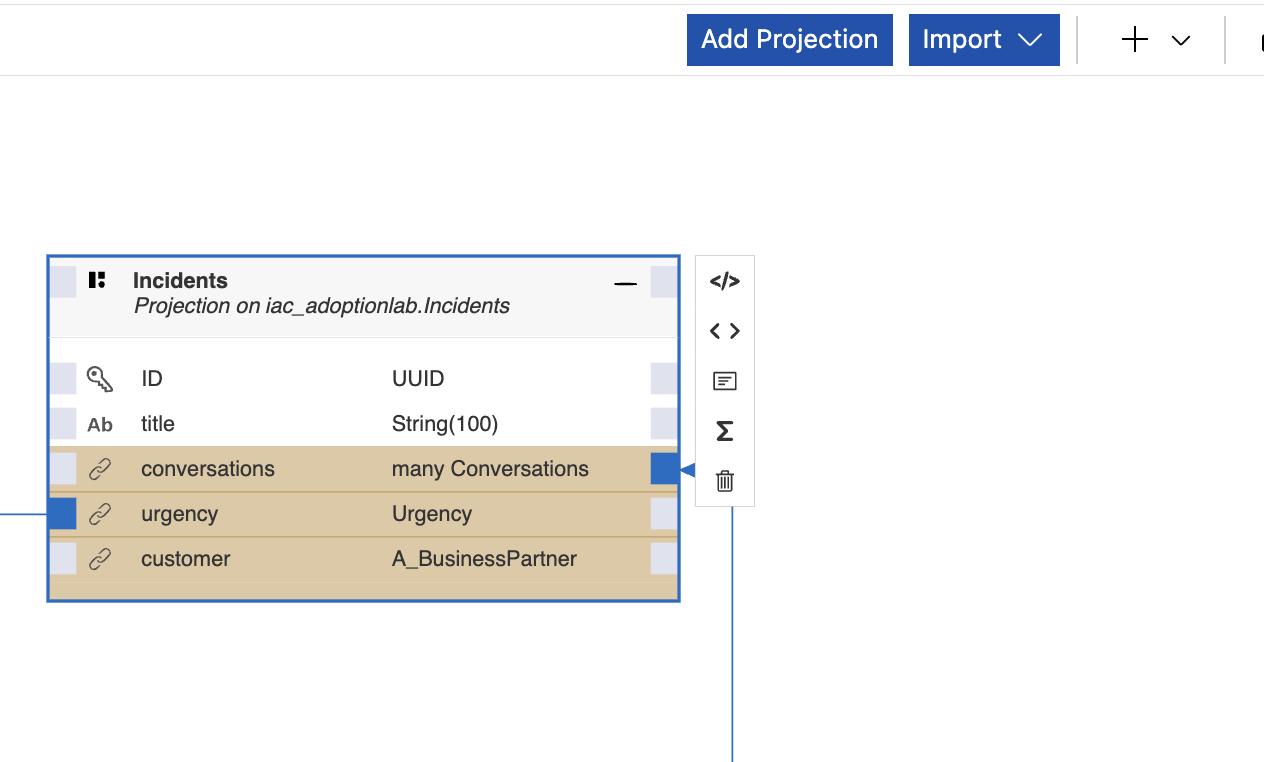 Add Projection Import
Incidents
Projection on iac_adoptionlab.Incidents
ID UUID
Ab title String(100)
conversations many Conversations
urgency Urgency
customer A_BusinessPartner